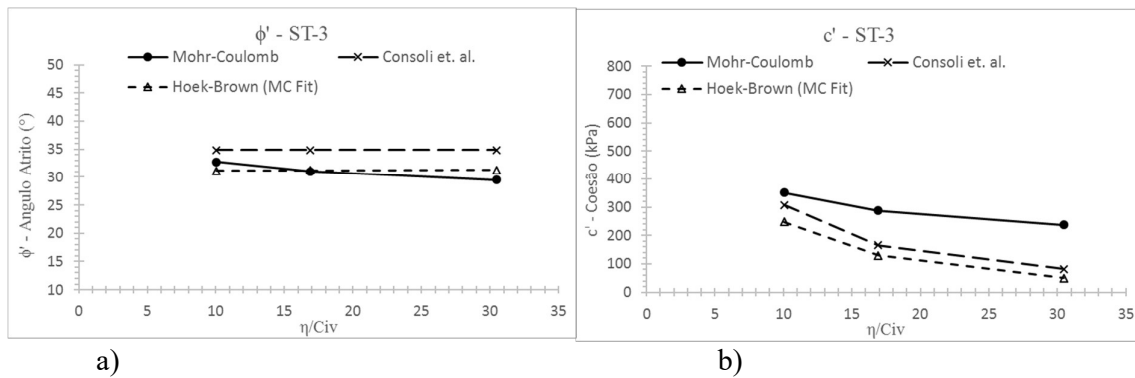 ϕ' - ST-3
Mohr-Coulomb
Consoli et. al.
Hoek-Brown (MC Fit)
ϕ' - Angulo Atrito (°)
50
45
40
35
30
25
20
15
10
0 5 10 15 20 25 30 35
η/Civ
a)
c' - ST-3
Mohr-Coulomb
Consoli et. al.
Hoek-Brown (MC Fit)
c' - Coesão (kPa)
800
700
600
500
400
300
200
100
0
0 5 10 15 20 25 30 35
η/Civ
b)